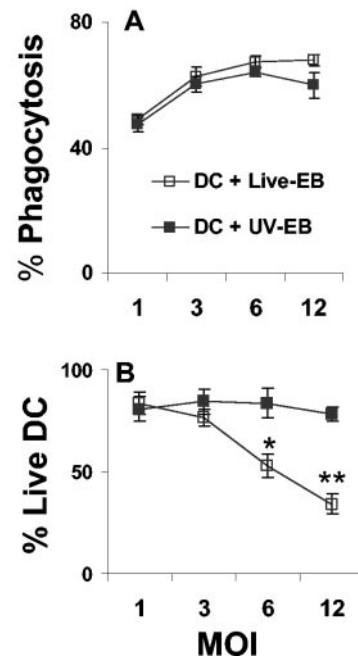 A
80
40
0
% Phagocytosis
DC + Live-EB
DC + UV-EB
1 3 6 12
B
100
50
0
% Live DC
*
**
1 3 6 12
MOI